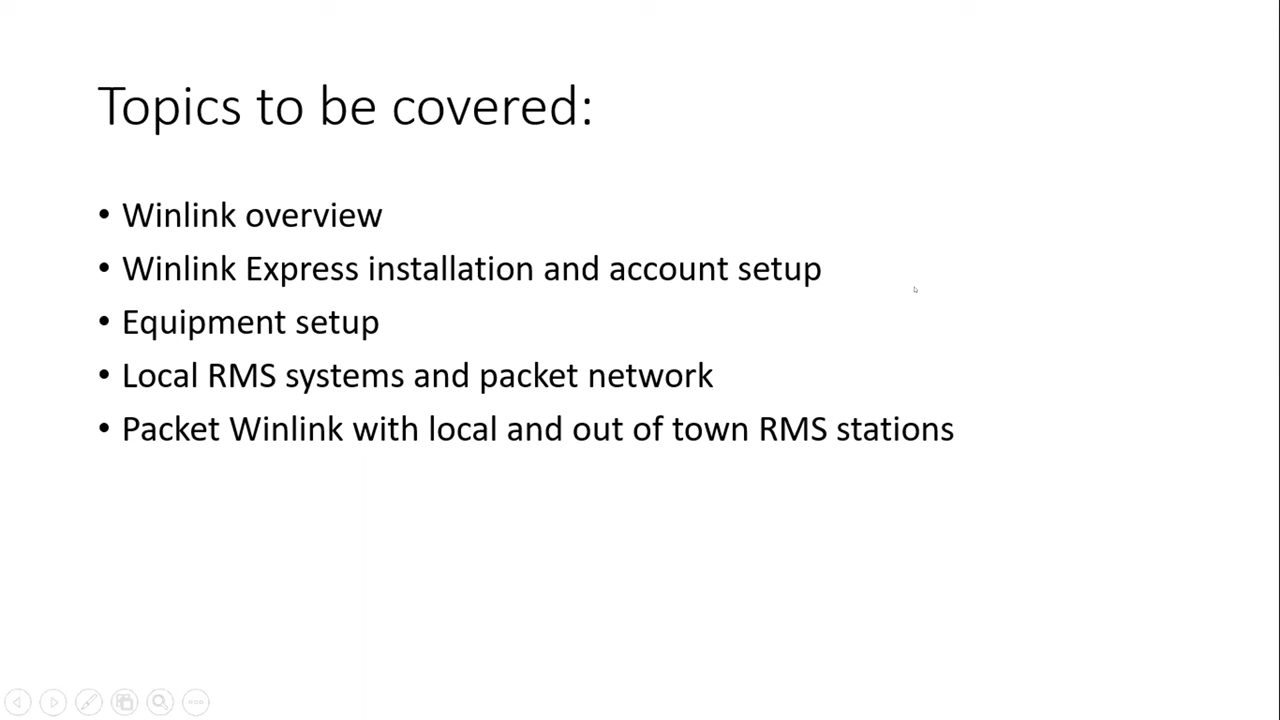 Topics to be covered:
• Winlink overview
• Winlink Express installation and account setup
• Equipment setup
• Local RMS systems and packet network
• Packet Winlink with local and out of town RMS stations